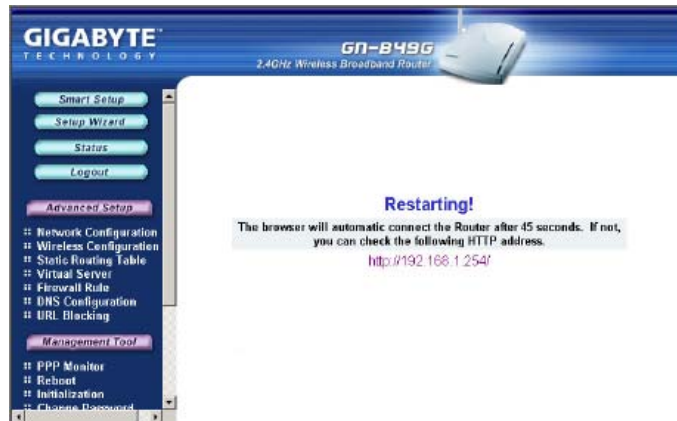 GIGABYTE
TECHNOLOGY
GN-B49G
2.4GHz Wireless Broadband Router
Smart Setup
Setup Wizard
Status
Logout
Advanced Setup
Network Configuration
Wireless Configuration
Static Routing Table
Virtual Server
Firewall Rule
DNS Configuration
URL Blocking
Management Tool
PPP Monitor
Reboot
Initialization
Change Password
Restarting!
The browser will automatic connect the Router after 45 seconds. If not,
you can check the following HTTP address.
http://192.168.1.254/